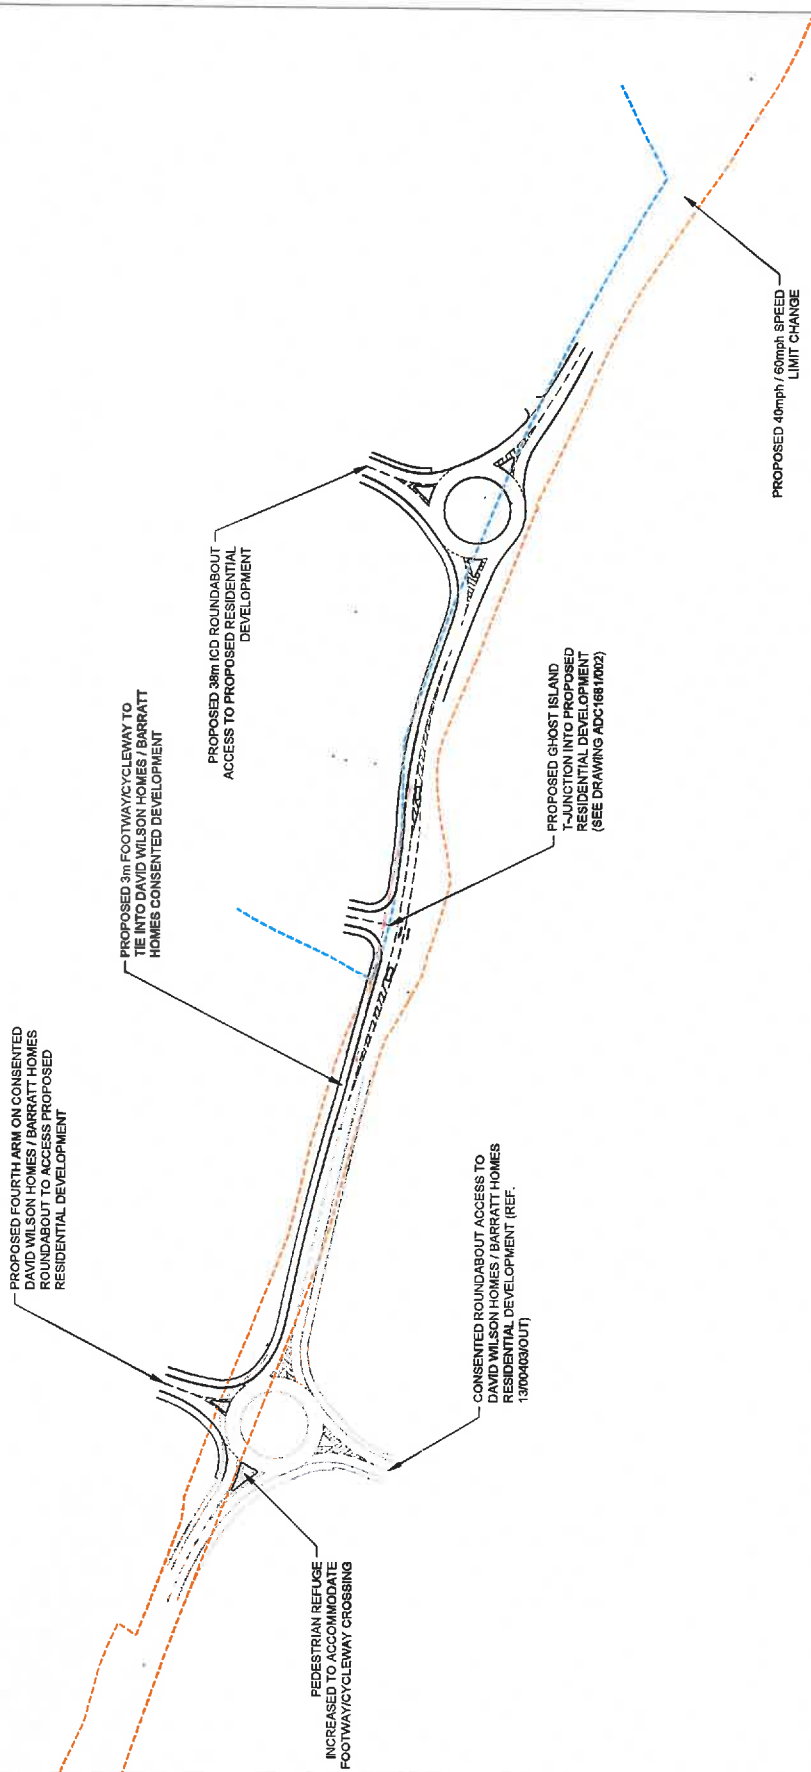 PROPOSED FOURTH ARM ON CONSENTED
DAVID WILSON HOMES / BARRATT HOMES
ROUNDABOUT TO ACCESS PROPOSED
RESIDENTIAL DEVELOPMENT
PROPOSED 3m FOOTWAY/CYCLEWAY TO
TIE INTO DAVID WILSON HOMES / BARRATT
HOMES CONSENTED DEVELOPMENT
PROPOSED 38m ICD ROUNDABOUT
ACCESS TO PROPOSED RESIDENTIAL
DEVELOPMENT
PEDESTRIAN REFUGE
INCREASED TO ACCOMMODATE
FOOTWAY/CYCLEWAY CROSSING
CONSENTED ROUNDABOUT ACCESS TO
DAVID WILSON HOMES / BARRATT HOMES
RESIDENTIAL DEVELOPMENT (REF.
13/00403/OUT)
PROPOSED GHOST ISLAND
T-JUNCTION INTO PROPOSED
RESIDENTIAL DEVELOPMENT
(SEE DRAWING ADC1681/002)
PROPOSED 40mph / 60mph SPEED
LIMIT CHANGE